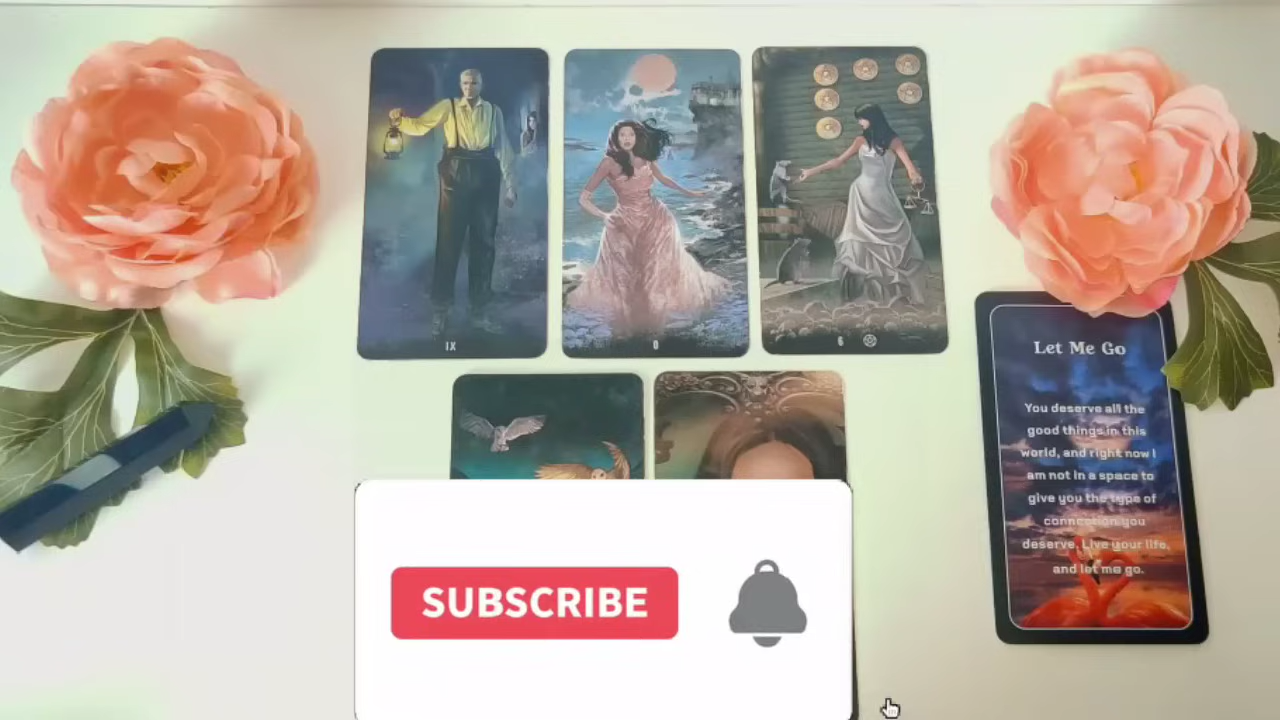 IX
0
6
Let Me Go
You deserve all the
good things in this
world, and right now I
am not in a space to
give you the type of
connection you
deserve. Live your life,
and let me go.
SUBSCRIBE